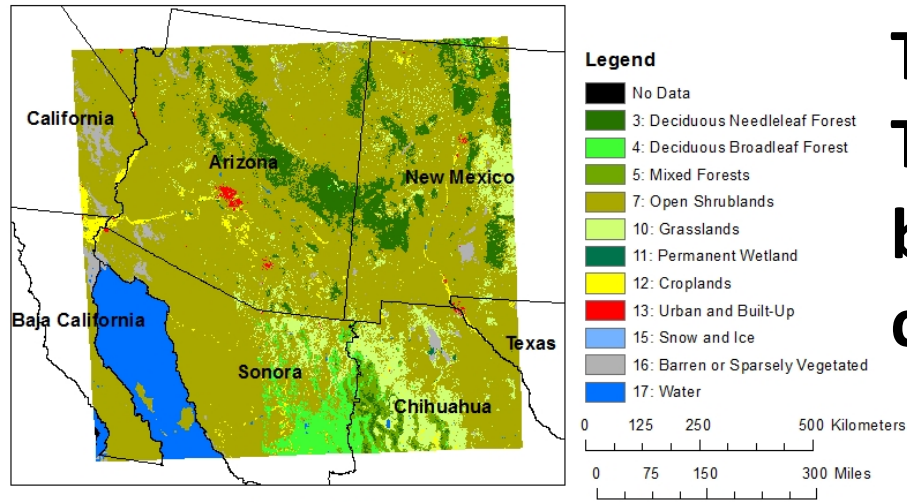 California
Arizona
New Mexico
Baja California
Sonora
Texas
Chihuahua
Legend
No Data
3: Deciduous Needleleaf Forest
4: Deciduous Broadleaf Forest
5: Mixed Forests
7: Open Shrublands
10: Grasslands
11: Permanent Wetland
12: Croplands
13: Urban and Built-Up
15: Snow and Ice
16: Barren or Sparsely Vegetated
17: Water
0 125 250 500 Kilometers
0 75 150 300 Miles
T
T
b